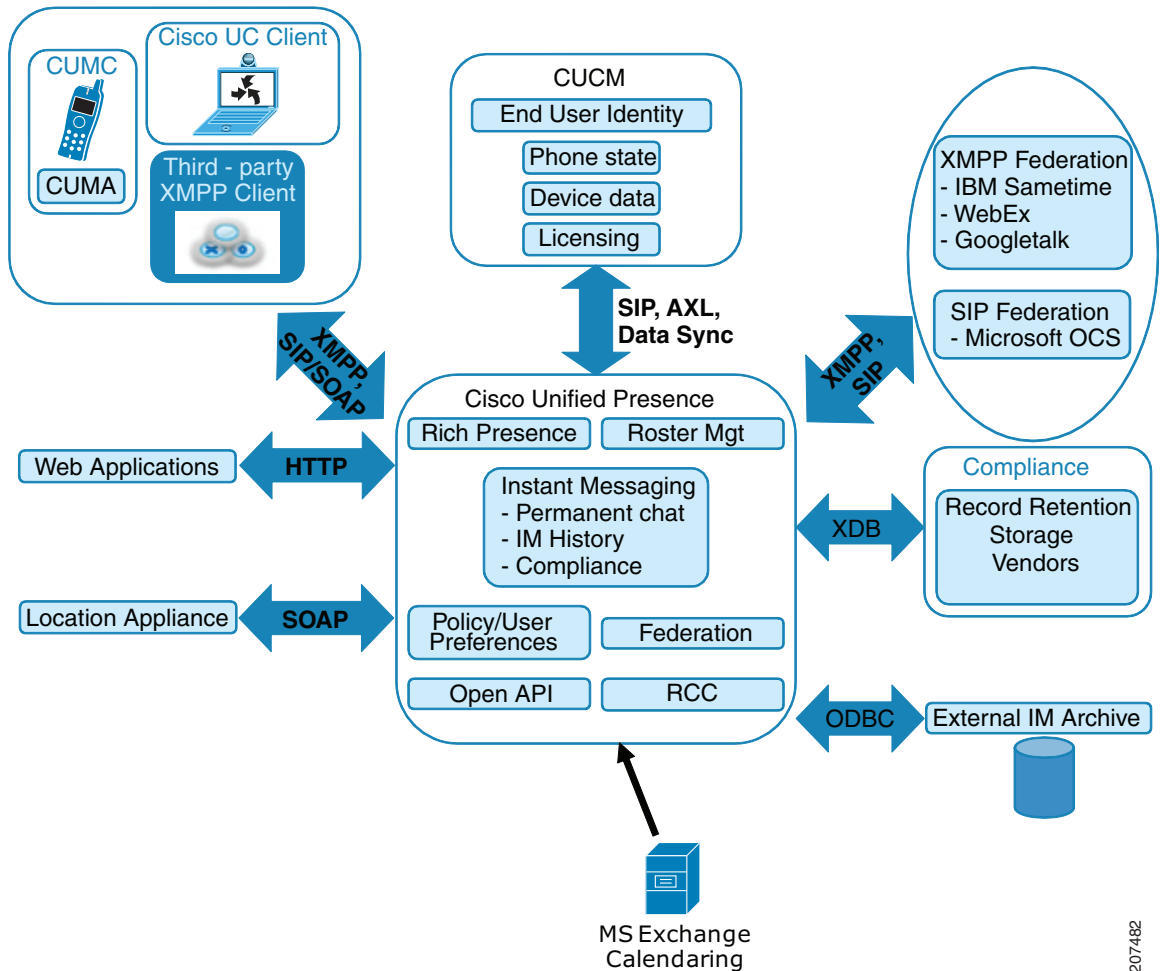 Cisco UC Client
CUMC
CUMA
Third - party
XMPP Client
CUCM
End User Identity
Phone state
Device data
Licensing
XMPP Federation
- IBM Sametime
- WebEx
- Googletalk
SIP Federation
- Microsoft OCS
XMPP,
SIP/SOAP
SIP, AXL,
Data Sync
XMPP,
SIP
Cisco Unified Presence
Rich Presence
Roster Mgt
Instant Messaging
- Permanent chat
- IM History
- Compliance
Policy/User
Preferences
Federation
Open API
RCC
Web Applications
HTTP
Location Appliance
SOAP
XDB
Compliance
Record Retention
Storage
Vendors
ODBC
External IM Archive
MS Exchange
Calendaring
207482